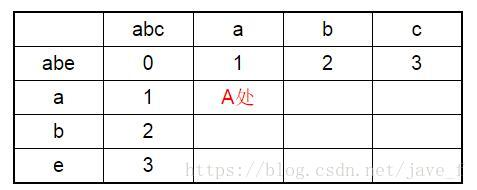 abc a b c
abe 0 1 2 3
a 1 A处
b 2
e 3
https://blog.csdn.net/jave_f